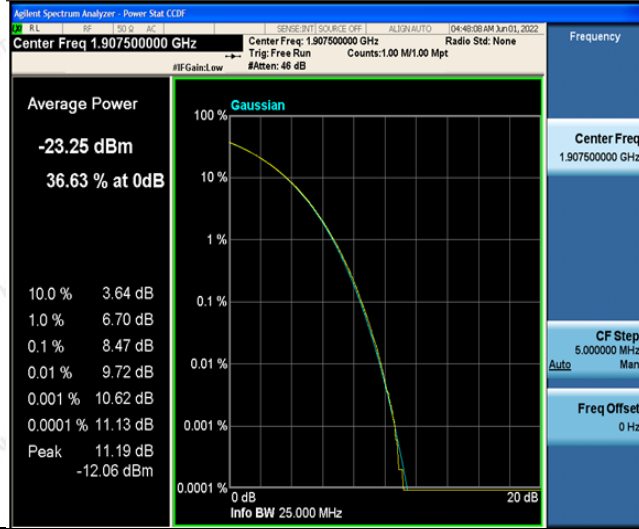 Agilent Spectrum Analyzer - Power Stat CCDF
RL RF 50 Ω AC SENSE:INT SOURCE OFF ALIGN AUTO 04:48:08 AM Jun 01, 2022
Center Freq 1.907500000 GHz
Center Freq: 1.907500000 GHz Radio Std: None
Trig: Free Run Counts:1.00 M/1.00 Mpt
#IFGain:Low #Atten: 46 dB
Frequency
Average Power
-23.25 dBm
36.63 % at 0dB
10.0 % 3.64 dB
1.0 % 6.70 dB
0.1 % 8.47 dB
0.01 % 9.72 dB
0.001 % 10.62 dB
0.0001 % 11.13 dB
Peak 11.19 dB
-12.06 dBm
Gaussian
100 %
10 %
1 %
0.1 %
0.01 %
0.001 %
0.0001 %
0 dB 20 dB
Info BW 25.000 MHz
Center Freq
1.907500000 GHz
CF Step
5.000000 MHz
Auto Man
Freq Offset
0 Hz